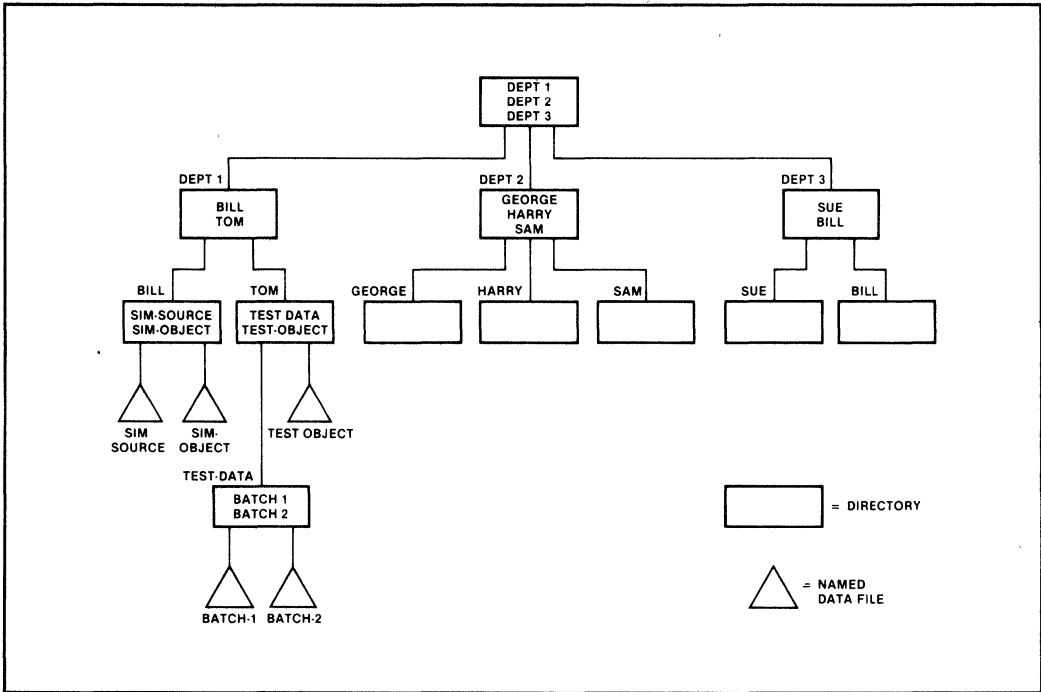 DEPT 1
DEPT 2
DEPT 3
DEPT 1
BILL
TOM
DEPT 2
GEORGE
HARRY
SAM
DEPT 3
SUE
BILL
BILL
SIM-SOURCE
SIM-OBJECT
TOM
TEST DATA
TEST-OBJECT
GEORGE
HARRY
SAM
SUE
BILL
SIM
SOURCE
SIM-
OBJECT
TEST OBJECT
TEST-DATA
BATCH 1
BATCH 2
BATCH-1
BATCH-2
= DIRECTORY
= NAMED
DATA FILE